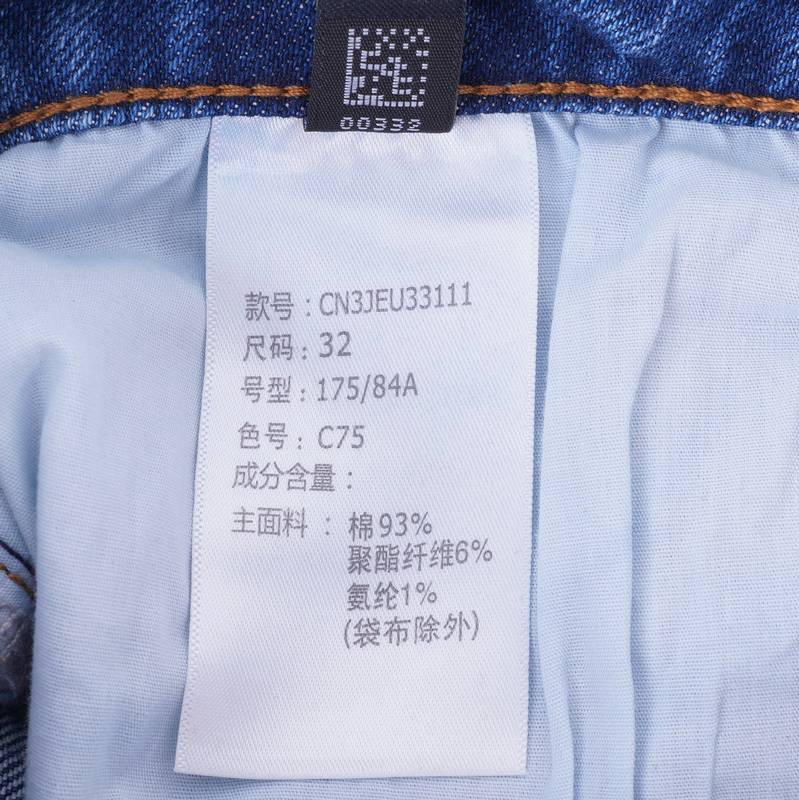 00332
款号：CN3JEU33111
尺码：32
号型：175/84A
色号：C75
成分含量：
主面料 ：棉93%
聚酯纤维6%
氨纶1%
(袋布除外)